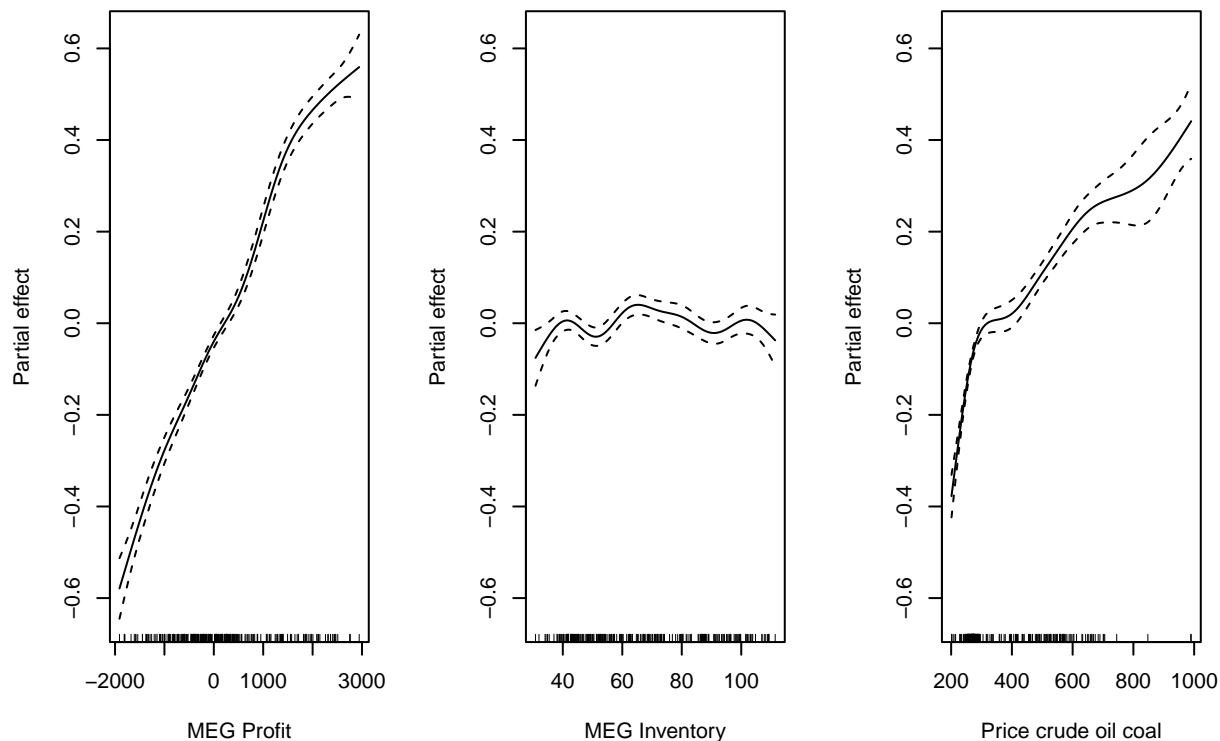 0.6
0.4
0.2
0.0
−0.2
−0.4
−0.6
Partial effect
−2000 0 1000 3000
MEG Profit
0.6
0.4
0.2
0.0
−0.2
−0.4
−0.6
Partial effect
40 60 80 100
MEG Inventory
0.6
0.4
0.2
0.0
−0.2
−0.4
−0.6
Partial effect
200 400 600 800 1000
Price crude oil coal